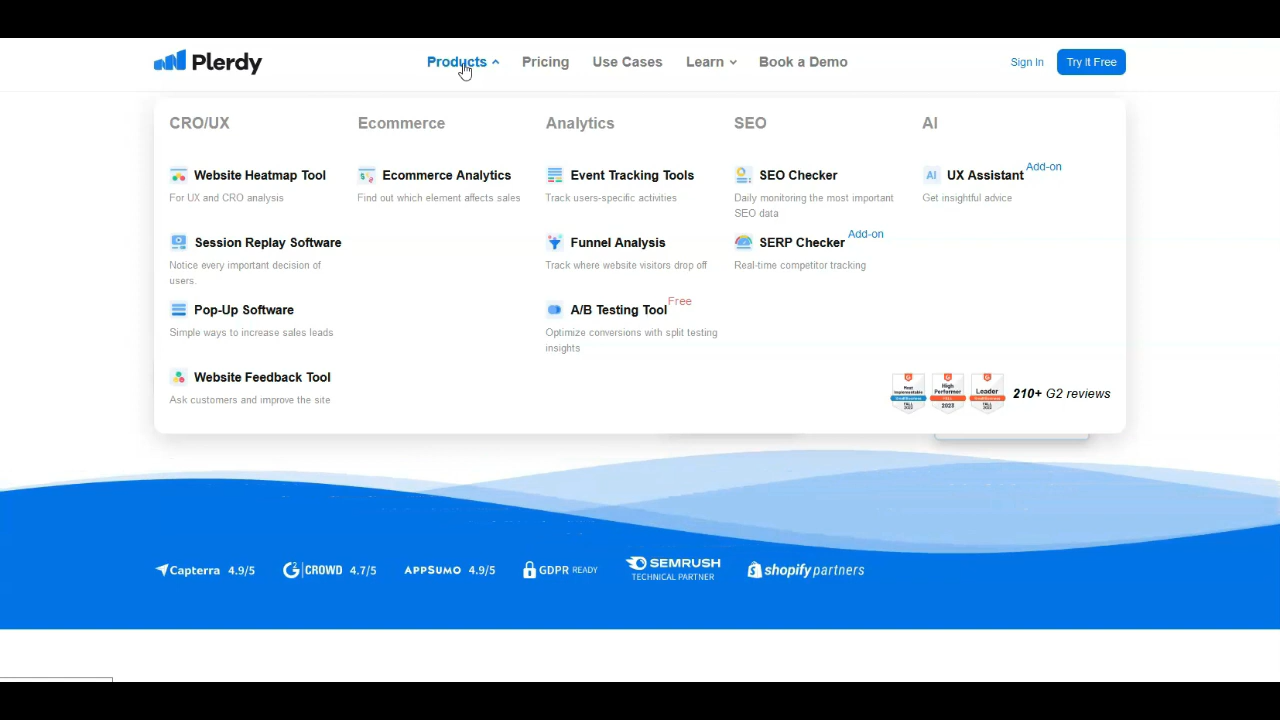 Plerdy
Products
Pricing
Use Cases
Learn
Book a Demo
Sign In
Try It Free
CRO/UX
Website Heatmap Tool
For UX and CRO analysis
Session Replay Software
Notice every important decision of
users.
Pop-Up Software
Simple ways to increase sales leads
Website Feedback Tool
Ask customers and improve the site
Ecommerce
Ecommerce Analytics
Find out which element affects sales
Analytics
Event Tracking Tools
Track users-specific activities
Funnel Analysis
Track where website visitors drop off
A/B Testing Tool Free
Optimize conversions with split testing
insights
SEO
SEO Checker
Daily monitoring the most important
SEO data
SERP Checker Add-on
Real-time competitor tracking
AI
AI UX Assistant Add-on
Get insightful advice
High
Performer
Leader
210+ G2 reviews
Capterra 4.9/5
G2 CROWD 4.7/5
APPSUMO 4.9/5
GDPR READY
SEMRUSH
TECHNICAL PARTNER
shopify partners